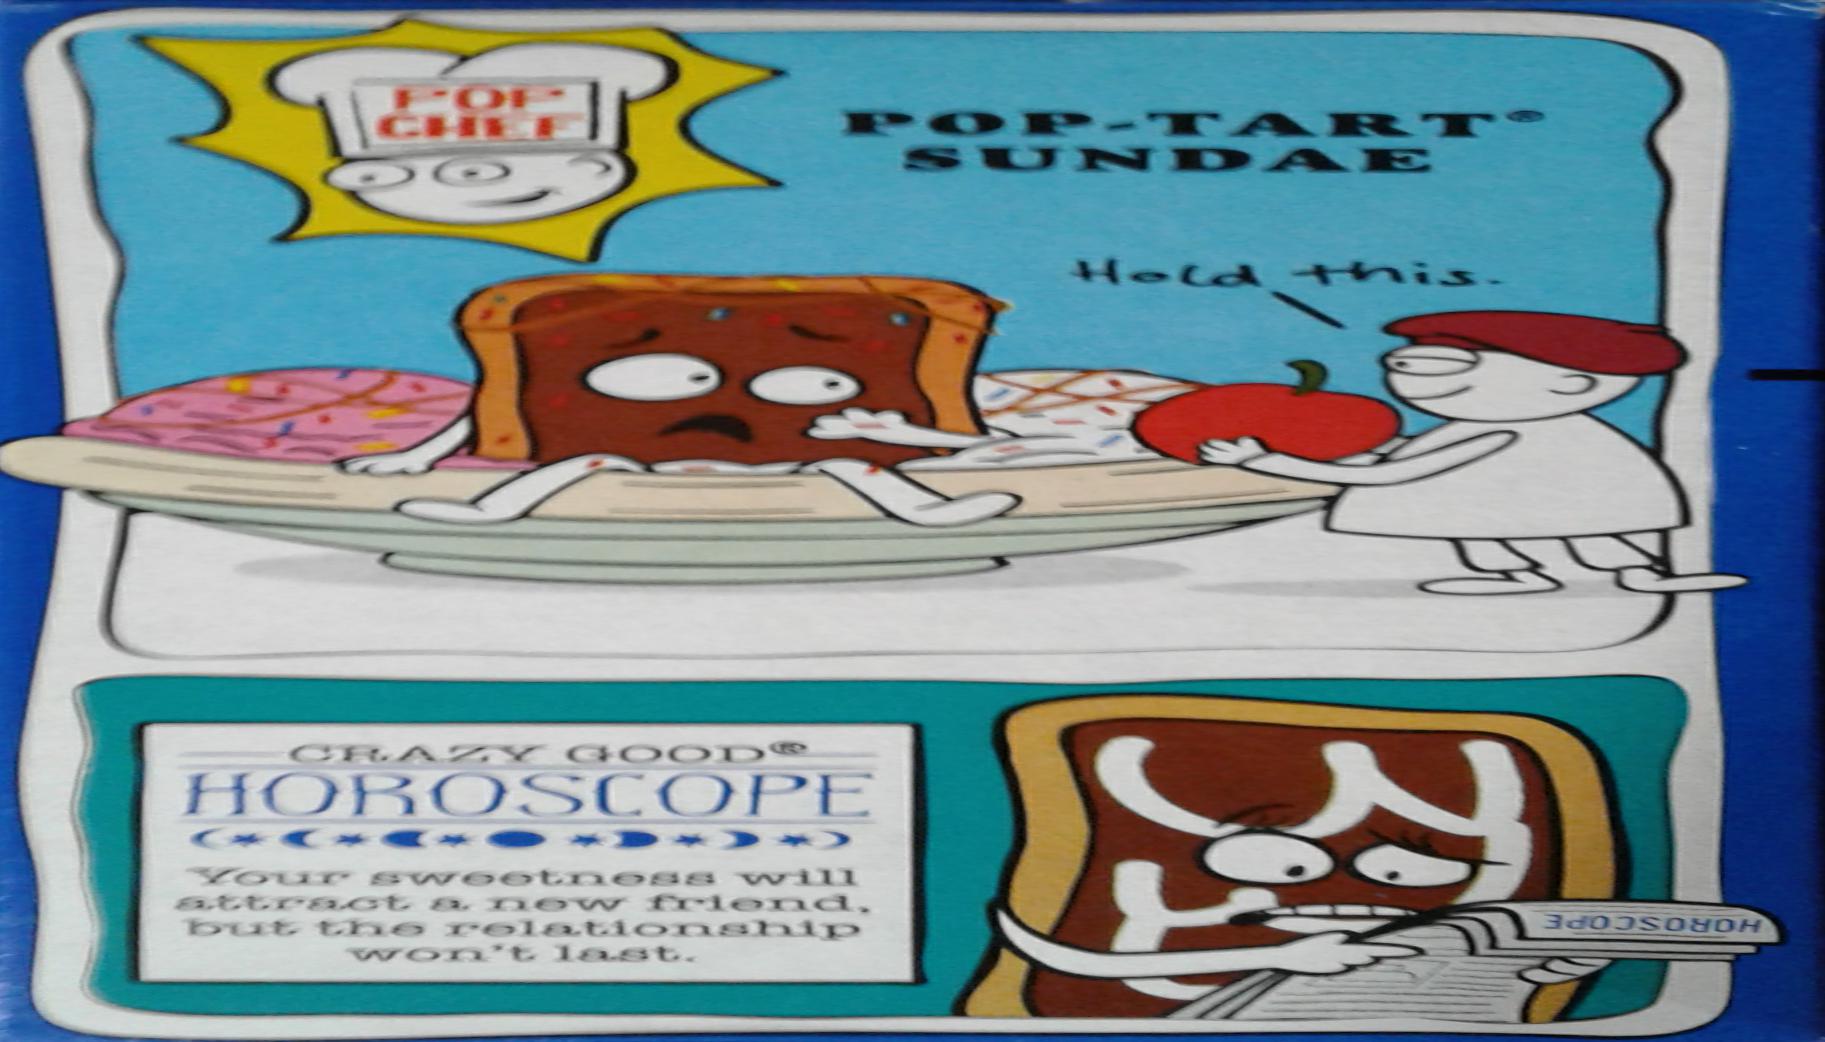 POP
CHEF
POP-TART®
SUNDAE
Hold this.
CRAZY GOOD®
HOROSCOPE
Your sweetness will
attract a new friend,
but the relationship
won't last.
HOROSCOPE